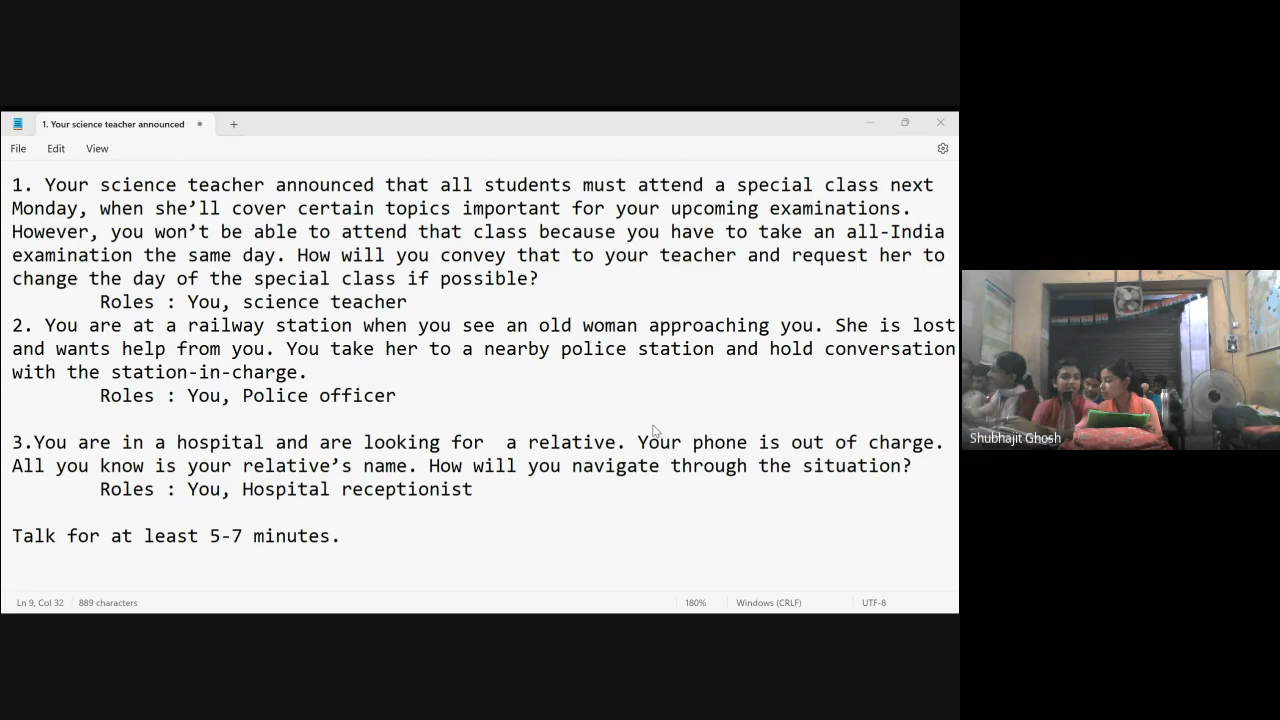 1. Your science teacher announced
File Edit View
1. Your science teacher announced that all students must attend a special class next
Monday, when she’ll cover certain topics important for your upcoming examinations.
However, you won’t be able to attend that class because you have to take an all-India
examination the same day. How will you convey that to your teacher and request her to
change the day of the special class if possible?
Roles : You, science teacher
2. You are at a railway station when you see an old woman approaching you. She is lost
and wants help from you. You take her to a nearby police station and hold conversation
with the station-in-charge.
Roles : You, Police officer
3.You are in a hospital and are looking for  a relative. Your phone is out of charge.
All you know is your relative’s name. How will you navigate through the situation?
Roles : You, Hospital receptionist
Talk for at least 5-7 minutes.
Ln 9, Col 32 889 characters 180% Windows (CRLF) UTF-8
Shubhajit Ghosh